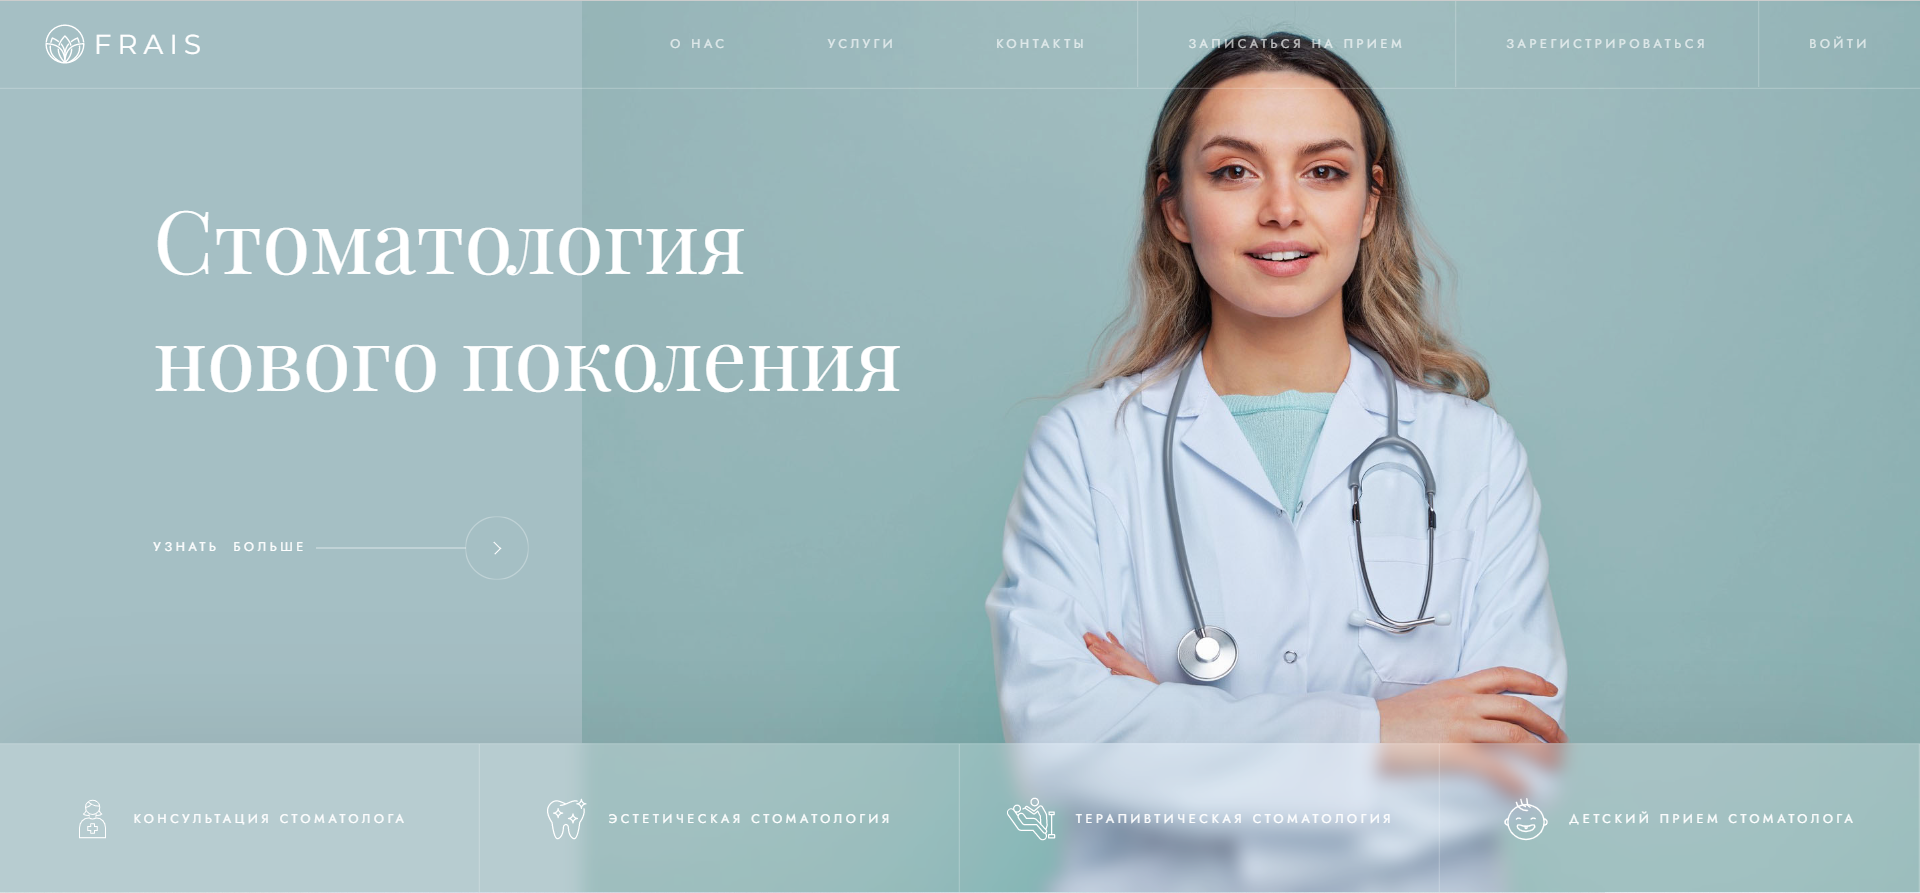 FRAIS
О НАС
УСЛУГИ
КОНТАКТЫ
ЗАПИСАТЬСЯ НА ПРИЕМ
ЗАРЕГИСТРИРОВАТЬСЯ
ВОЙТИ
Стоматология
нового поколения
УЗНАТЬ БОЛЬШЕ
КОНСУЛЬТАЦИЯ СТОМАТОЛОГА
ЭСТЕТИЧЕСКАЯ СТОМАТОЛОГИЯ
ТЕРАПИВТИЧЕСКАЯ СТОМАТОЛОГИЯ
ДЕТСКИЙ ПРИЕМ СТОМАТОЛОГА